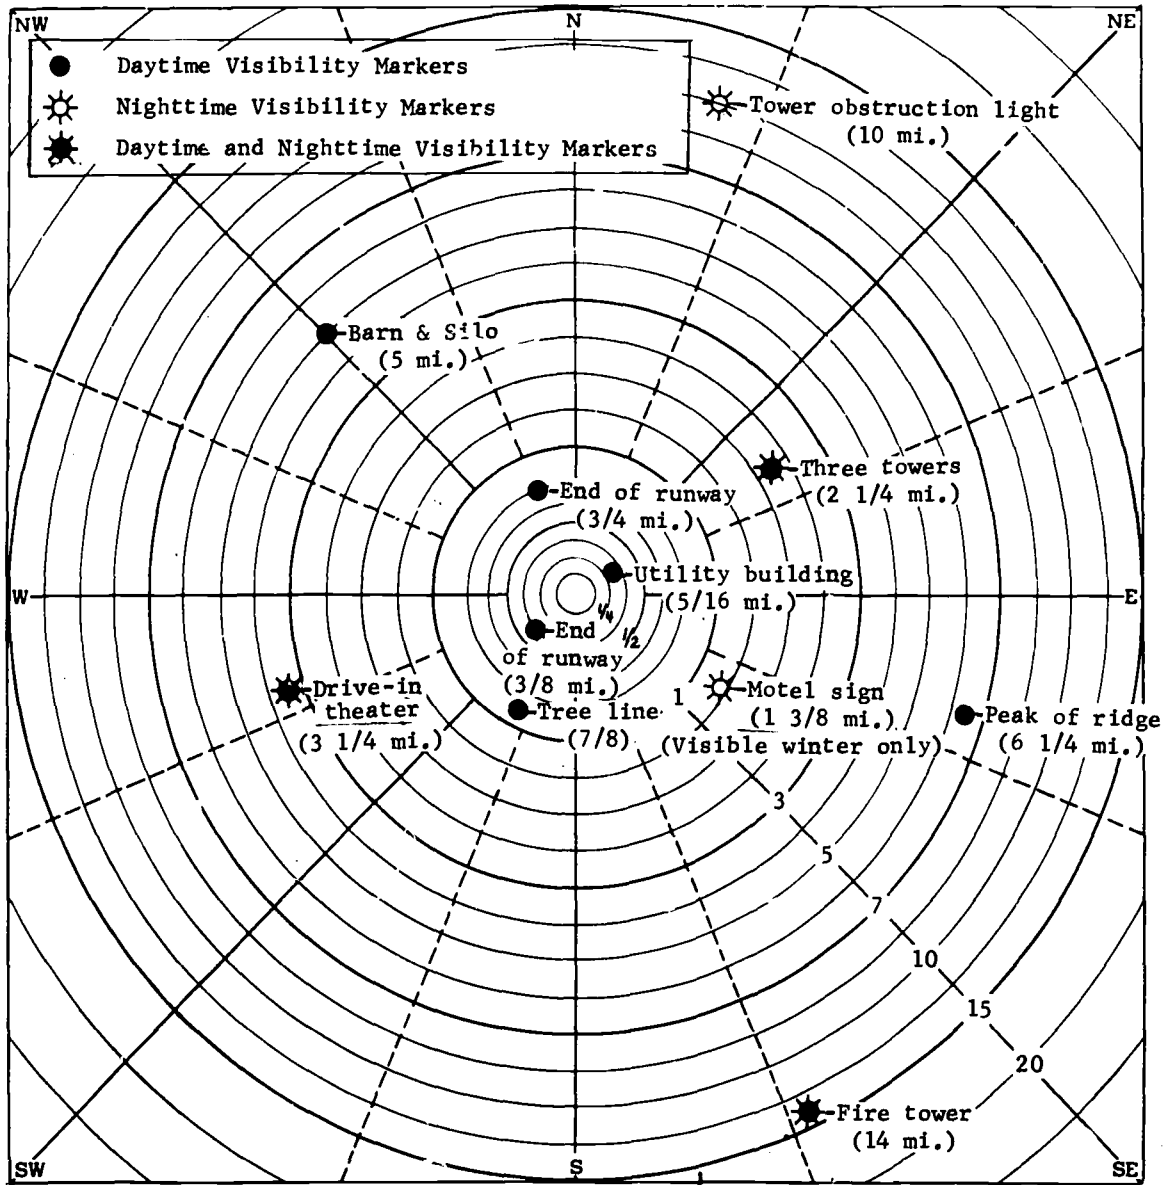 NW
N
NE
Daytime Visibility Markers
Nighttime Visibility Markers
Daytime and Nighttime Visibility Markers
Tower obstruction light
(10 mi.)
Barn & Silo
(5 mi.)
Three towers
(2 1/4 mi.)
End of runway
(3/4 mi.)
Utility building
(5/16 mi.)
W
E
1/4
1/2
End
of runway
(3/8 mi.)
Drive-in
theater
(3 1/4 mi.)
Tree line
(7/8)
1
Motel sign
(1 3/8 mi.)
(Visible winter only)
Peak of ridge
(6 1/4 mi.)
3
5
7
10
15
20
Fire tower
(14 mi.)
SW
S
SE